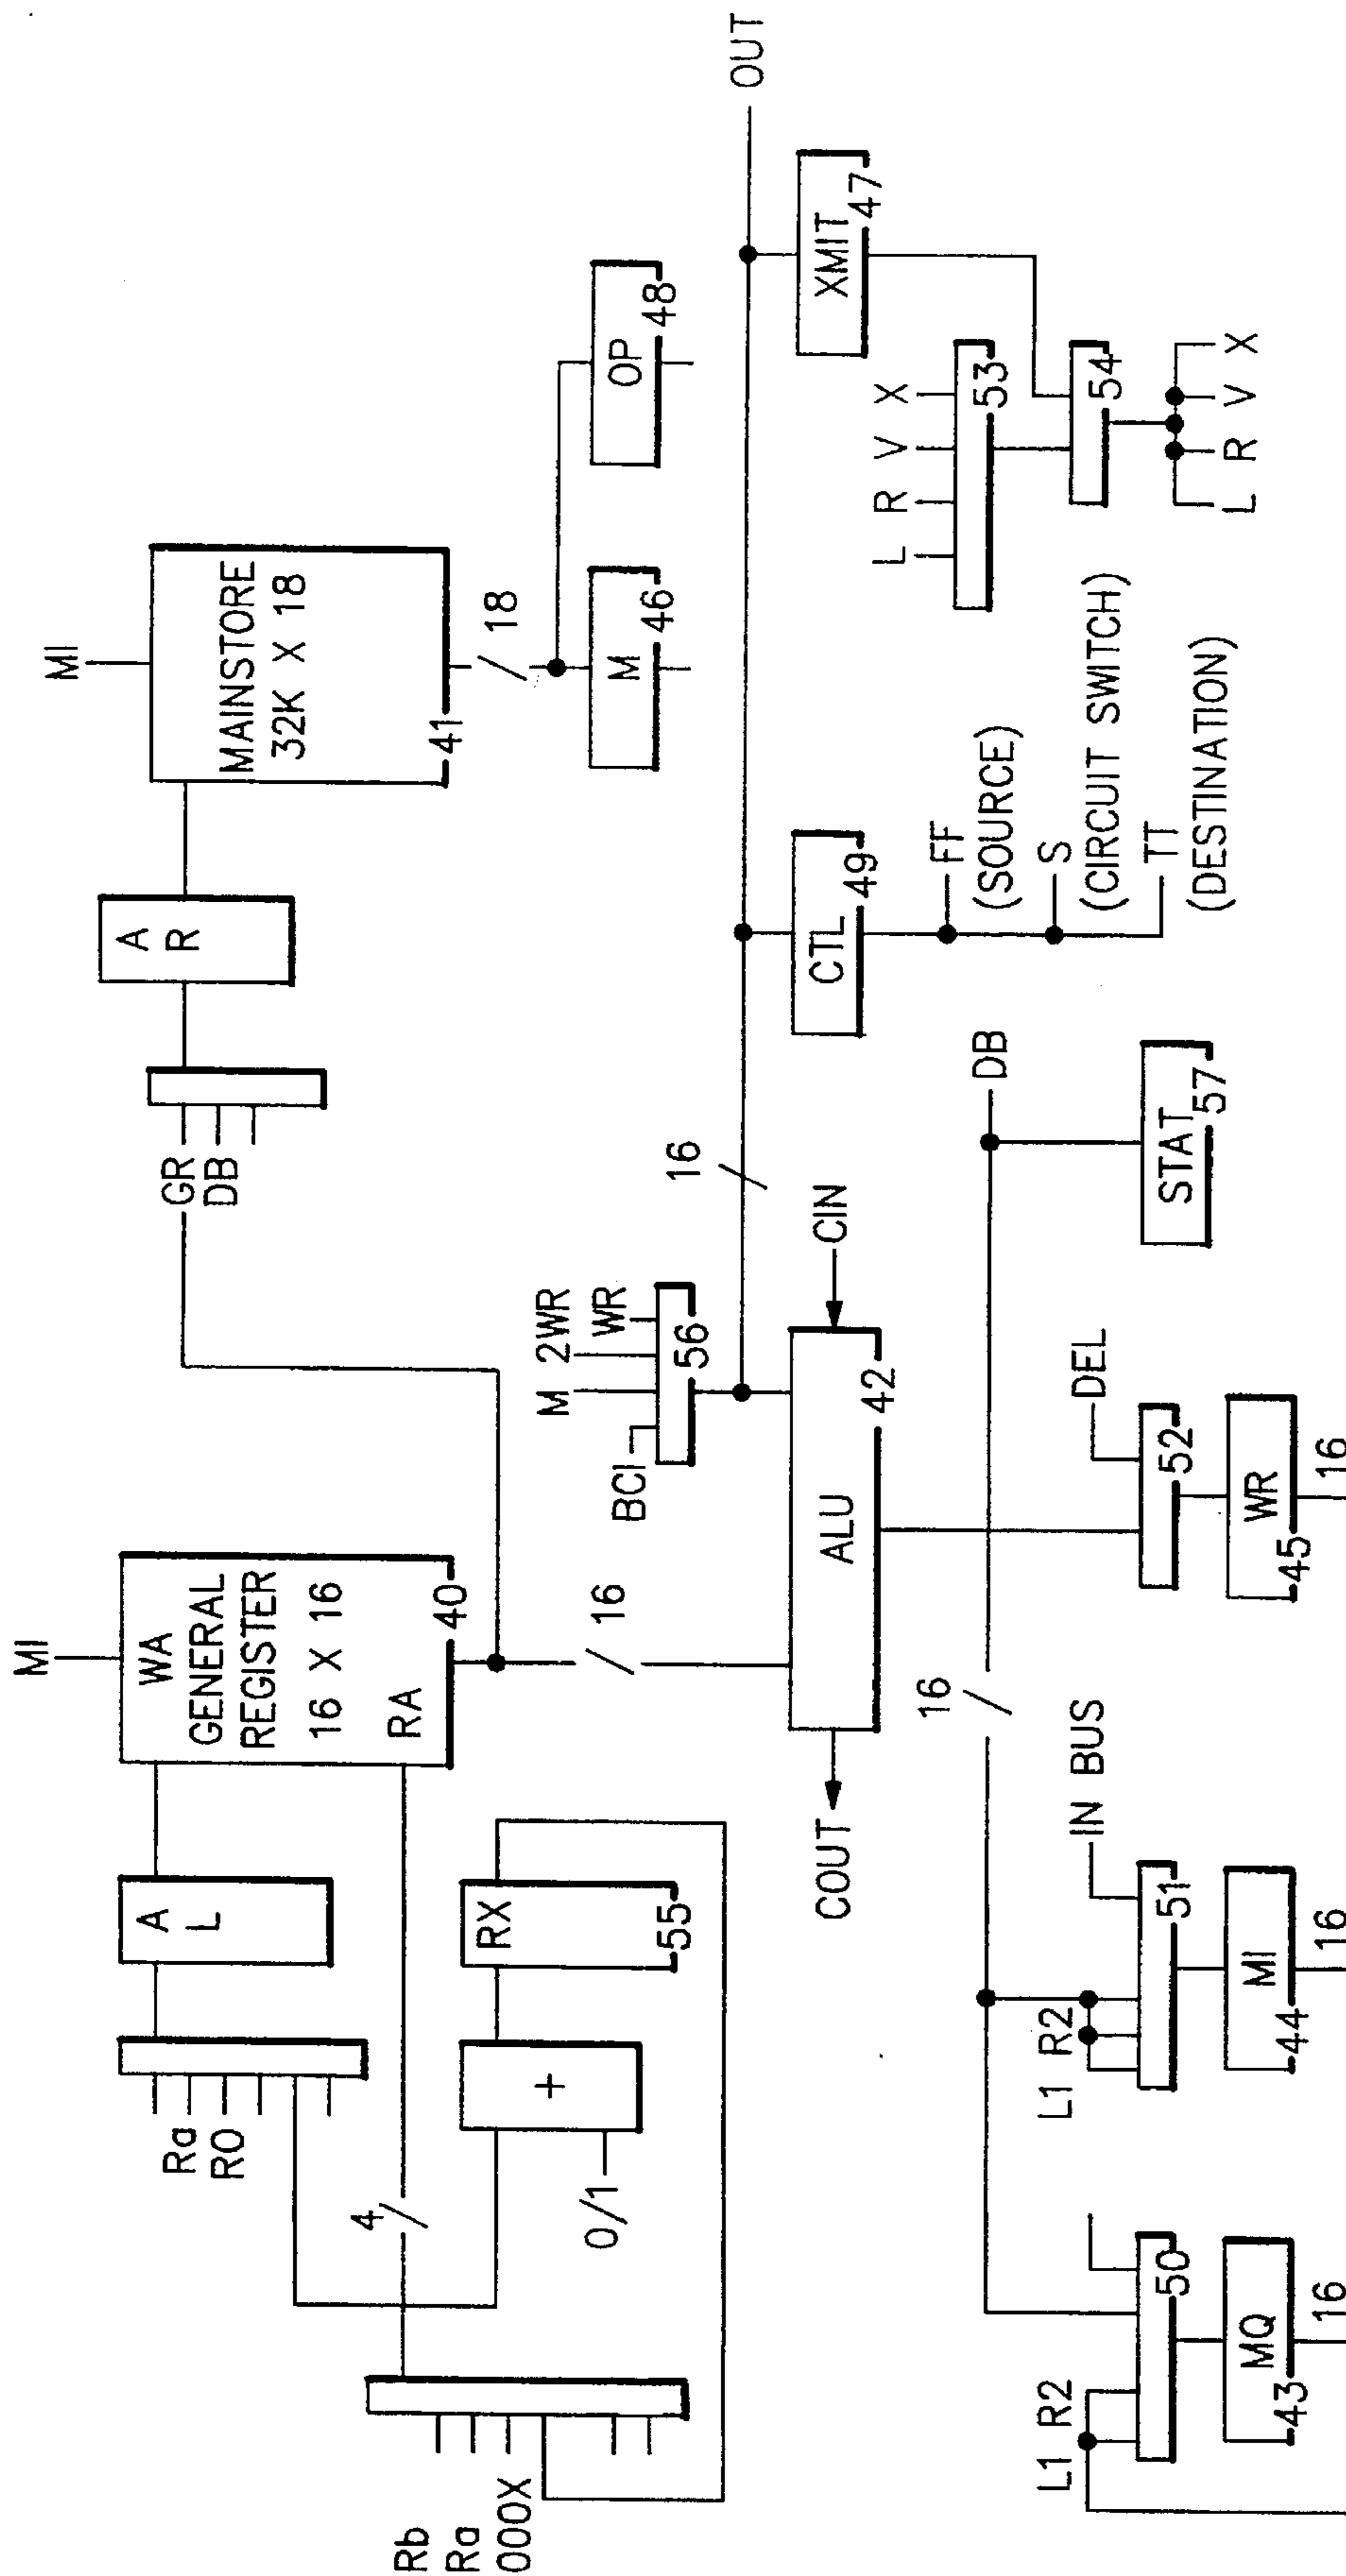 MI
MI
WA
GENERAL
REGISTER
16 X 16
RA
40
A
L
Ra
R0
4
Rb
Ra
000X
+
0/1
RX
55
GR
DB
A
R
MAINSTORE
32K X 18
41
18
M
46
OP
48
BCI
M
2WR
WR
56
16
16
OUT
COUT
ALU
42
CIN
CTL
49
FF
(SOURCE)
S
(CIRCUIT SWITCH)
TT
(DESTINATION)
XMIT
47
L R V X
53
54
L R V X
16
DB
STAT
57
L1 R2
50
MQ
43
16
L1 R2
IN BUS
51
MI
44
16
DEL
52
WR
45
16